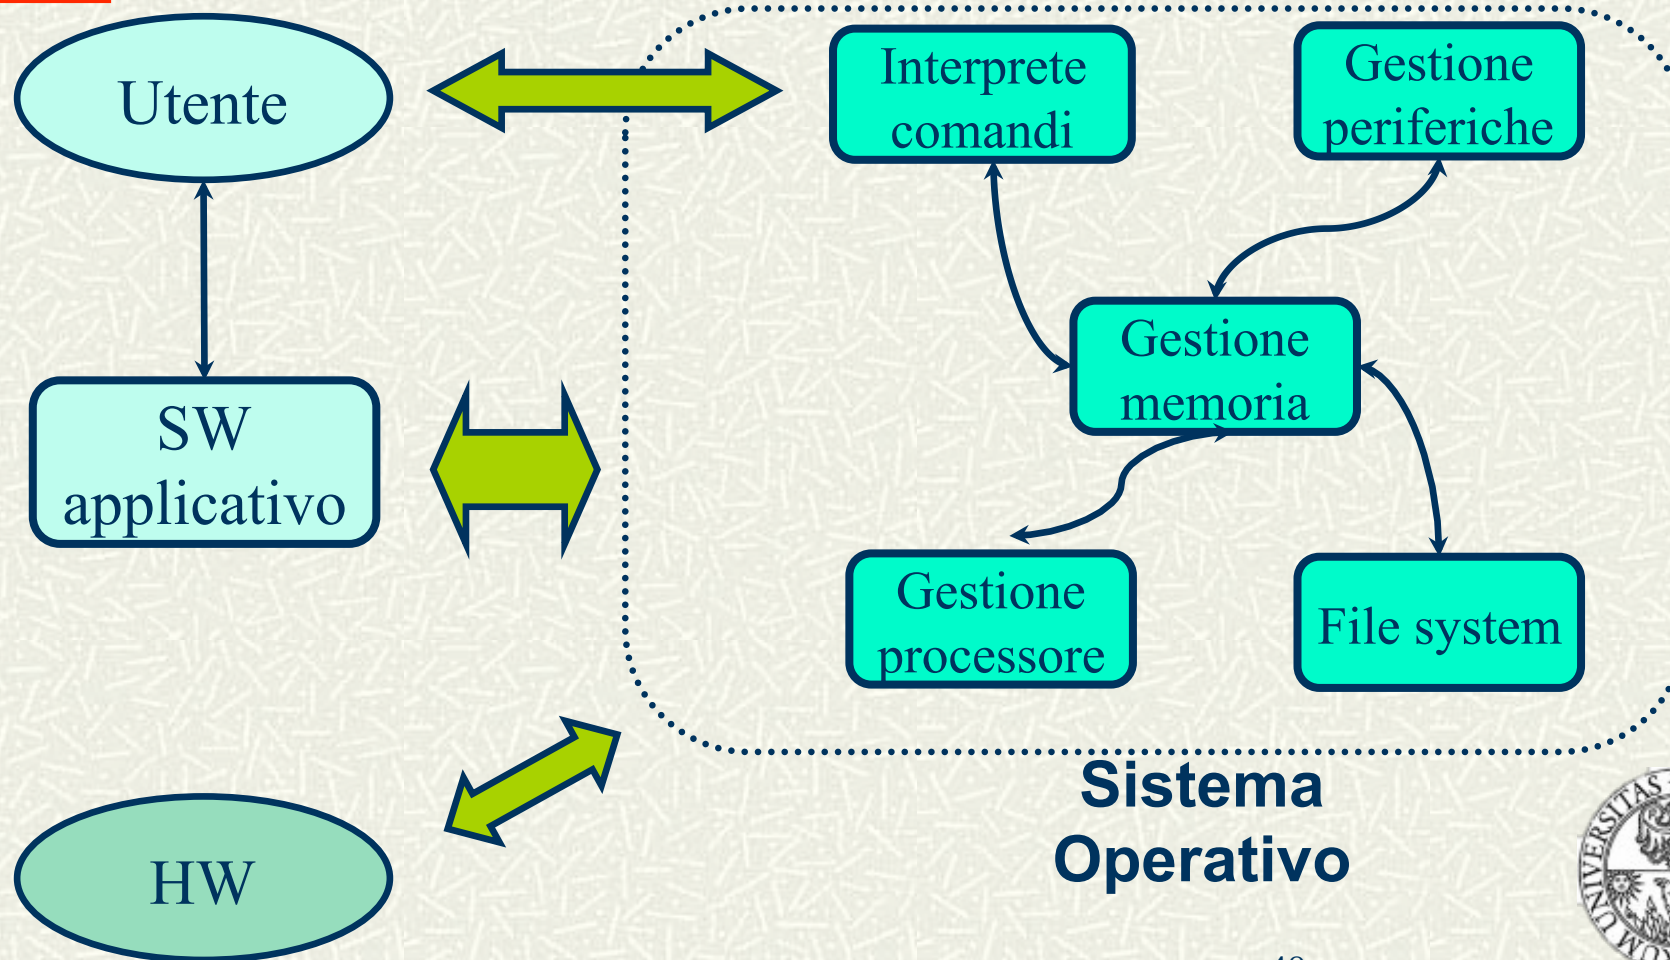 Utente
Interprete
comandi
Gestione
periferiche
Gestione
memoria
SW
applicativo
Gestione
processore
File system
Sistema
Operativo
HW